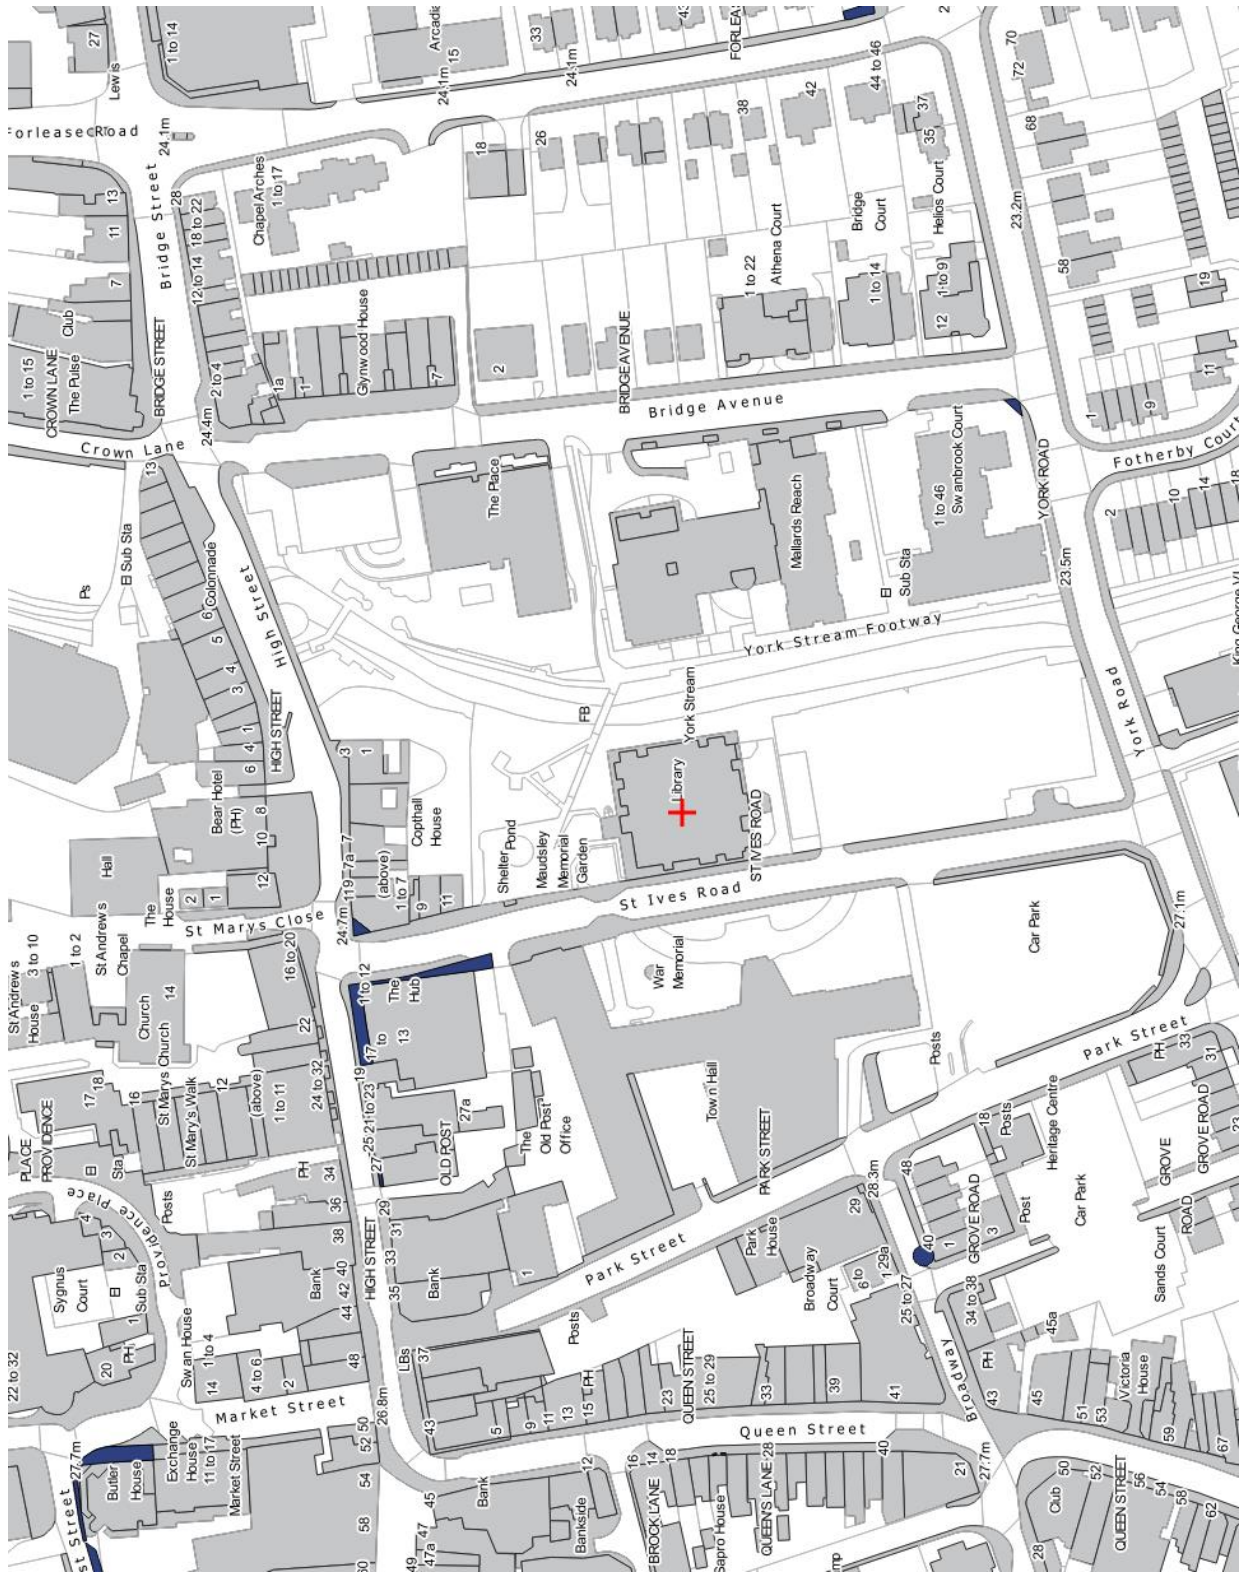 st Street
27.7m
Butler
House
Exchange
House
11 to 17
Market Street
22 to 32
20
PH
Sygnus
Court
El
Sub Sta
1
2
3
4
Providence place
PLACE
PROVIDENCE
El
Sta
17
18
16
St Andrew's
House
3 to 10
1 to 2
St Andrew's
Chapel
Church
14
St Marys Church
St Mary's Walk
12
(above)
1 to 11
24 to 32
22
16 to 20
St Marys Close
Hall
The
House
2
1
12
10
8
Bear Hotel
(PH)
6
4
1
3
4
5
6
Colonnade
El Sub Sta
Ps
13
Crown Lane
CROWN LANE
1 to 15
The Pulse
Club
7
11
13
BRIDGE STREET
Bridge Street
24.1m
Forlease Road
27
Lewis
1 to 14
Swan House
1 to 4
14
4 to 6
2
Market Street
48
44
42
40
38
36
34
PH
Bank
Posts
60
58
54
52
50
26.8m
HIGH STREET
HIGH STREET
High Street
24.4m
2 to 4
12 to 14
18 to 22
28
Chapel Arches
1 to 17
1a
1
Glynwood House
7
49
47a
47
45
Bank
Bankside
12
43
LBs
37
35
33
31
29
27
25
21 to 23
19
Bank
1
OLD POST
27a
The
Old Post
Office
17
to
13
The
Hub
1 to 12
24.7m
119
7a
7
(above)
1 to 7
9
11
3
1
Copthall
House
Shelter
Pond
Maudsley
Memorial
Garden
FB
The Place
Arcadia
15
24.1m
24.1m
33
43
18
26
38
42
44 to 46
2
BRIDGE AVENUE
Bridge Avenue
5
9
11
13
15
PH
Posts
Park Street
23
QUEEN STREET
25 to 29
33
39
41
Queen Street
16
14
18
BROCK LANE
Sapro House
QUEEN'S LANE
28
40
21
27.7m
Town Hall
War
Memorial
St Ives Road
ST IVES ROAD
Library
York Stream
York Stream Footway
Mallards Reach
El
Sub Sta
1 to 46
Swanbrook Court
1 to 22
Athena Court
Bridge
Court
1 to 14
Helios Court
1 to 9
12
35
37
PARK STREET
Park
House
Broadway
Court
6 to
1
29a
29
25 to 27
28.3m
Broadway
40
48
1
3
GROVE ROAD
34 to 38
PH
43
45a
45
51
53
Victoria
House
59
67
Club
50
52
56
54
58
62
28
QUEEN STREET
18
Posts
Heritage Centre
Post
Car Park
Posts
Car Park
Park Street
27.1m
PH
33
31
23
GROVE ROAD
GROVE
ROAD
Sands Court
YORK ROAD
York Road
23.5m
23.2m
Fotherby Court
2
10
14
18
1
9
11
19
58
68
72
70
King George VI